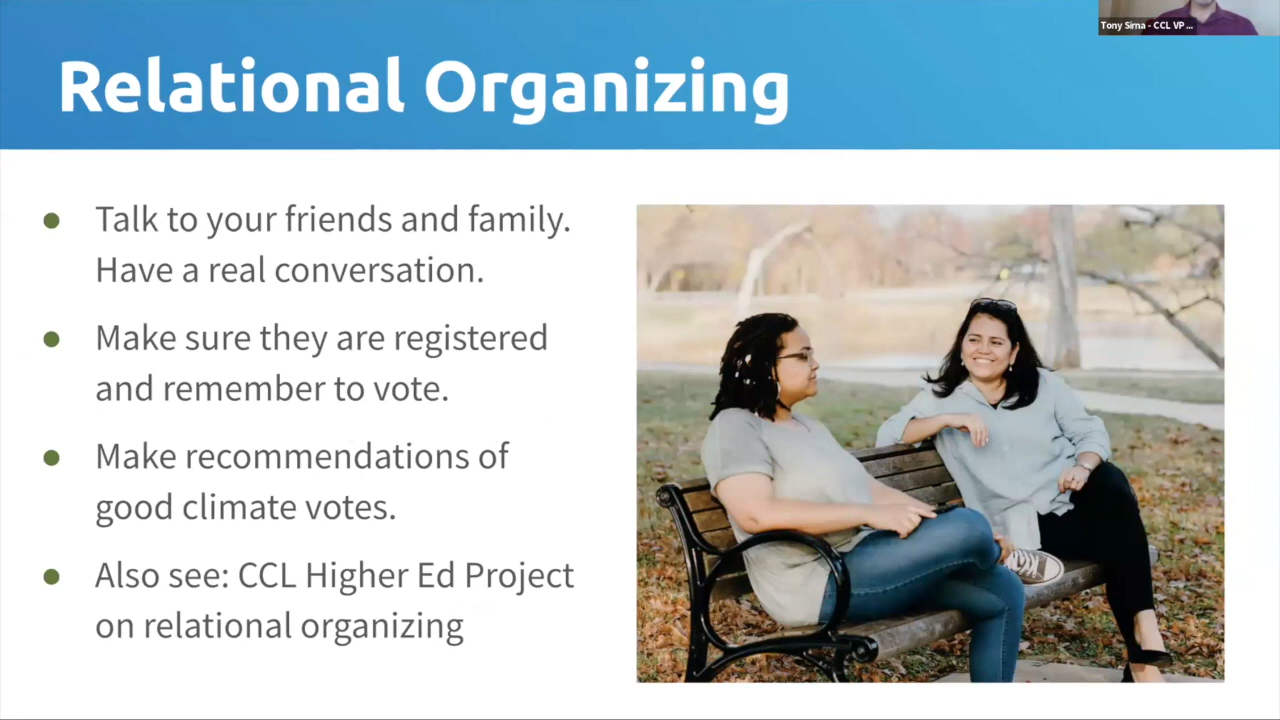 Tony Sirna - CCL VP ...
Relational Organizing
● Talk to your friends and family.
Have a real conversation.
● Make sure they are registered
and remember to vote.
● Make recommendations of
good climate votes.
● Also see: CCL Higher Ed Project
on relational organizing